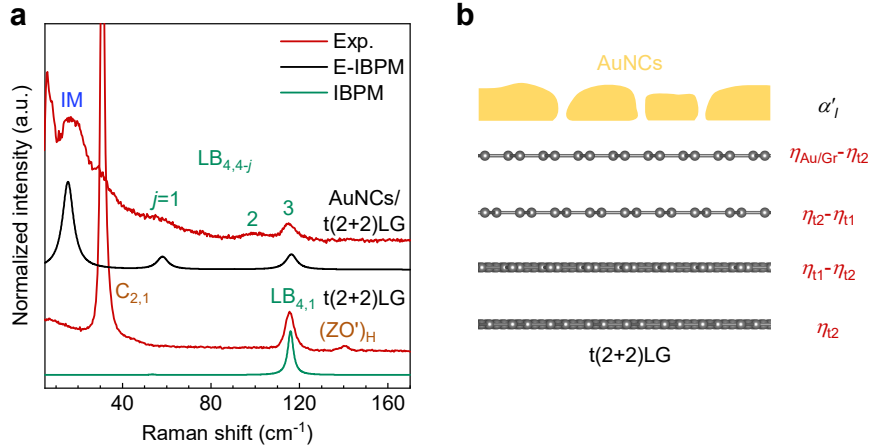 a
Normalized intensity (a.u.)
Exp.
E-IBPM
IBPM
IM
LB4,4-j
j=1
2
3
AuNCs/
t(2+2)LG
C2,1
t(2+2)LG
LB4,1
(ZO')H
40
80
120
160
Raman shift (cm-1)
b
AuNCs
α'I
ηAu/Gr-ηt2
ηt2-ηt1
ηt1-ηt2
ηt2
t(2+2)LG